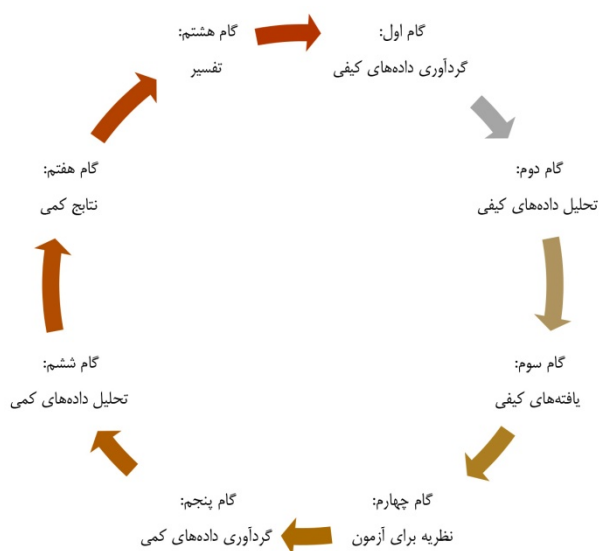 گام اول:
گردآوری داده‌های کیفی
گام دوم:
تحلیل داده‌های کیفی
گام سوم:
یافته‌های کیفی
گام چهارم:
نظریه برای آزمون
گام پنجم:
گردآوری داده‌های کمی
گام ششم:
تحلیل داده‌های کمی
گام هفتم:
نتایج کمی
گام هشتم:
تفسیر